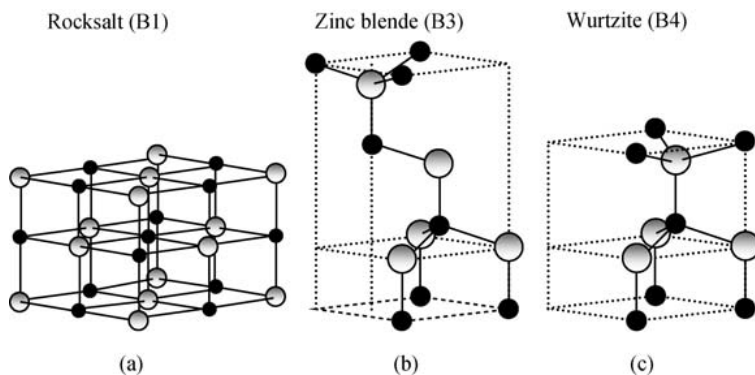 Rocksalt (B1)
Zinc blende (B3)
Wurtzite (B4)
(a)
(b)
(c)